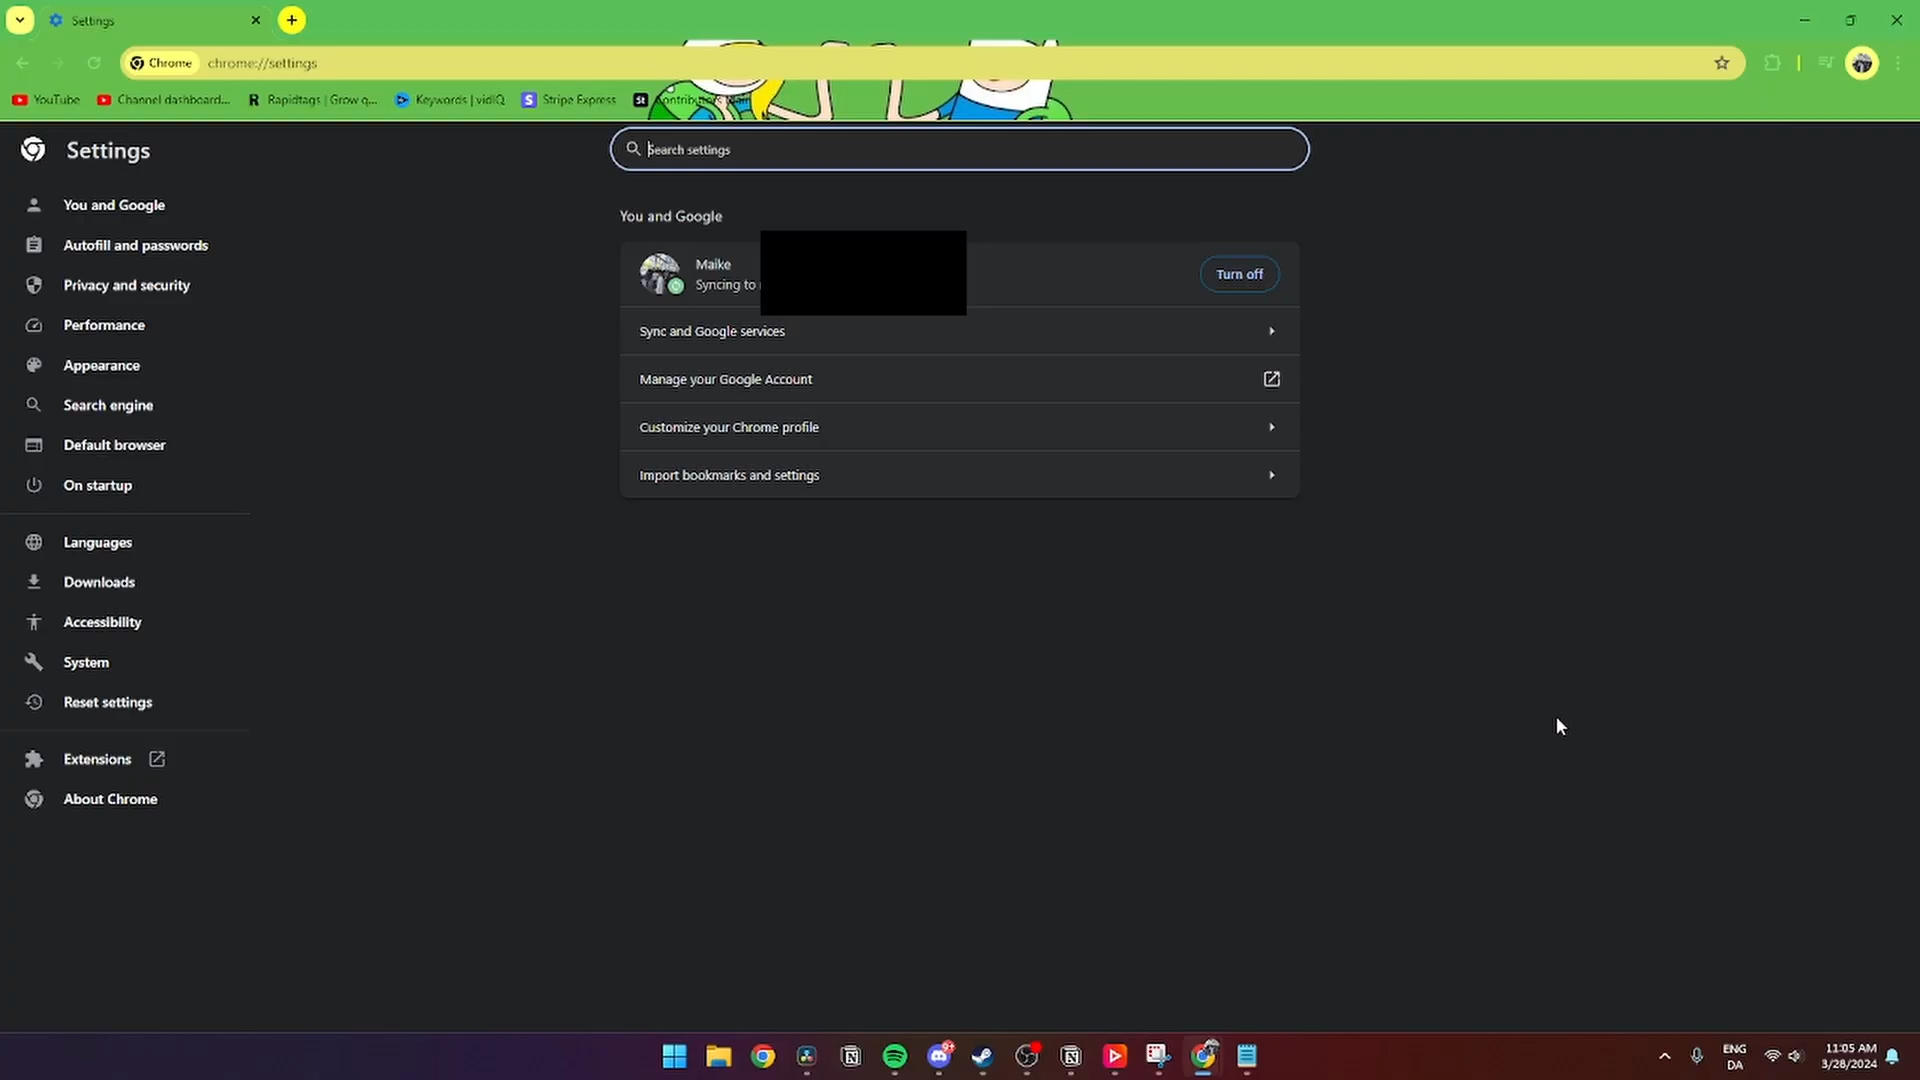 Settings
Chrome
chrome://settings
YouTube
Channel dashboard...
Rapidtags | Grow q...
Keywords | vidIQ
S
Stripe Express
St
Settings
Search settings
You and Google
Autofill and passwords
Privacy and security
Performance
Appearance
Search engine
Default browser
On startup
Languages
Downloads
Accessibility
System
Reset settings
Extensions
About Chrome
You and Google
Maike
Syncing to
Turn off
Sync and Google services
Manage your Google Account
Customize your Chrome profile
Import bookmarks and settings
9+
ENG
DA
11:05 AM
3/28/2024